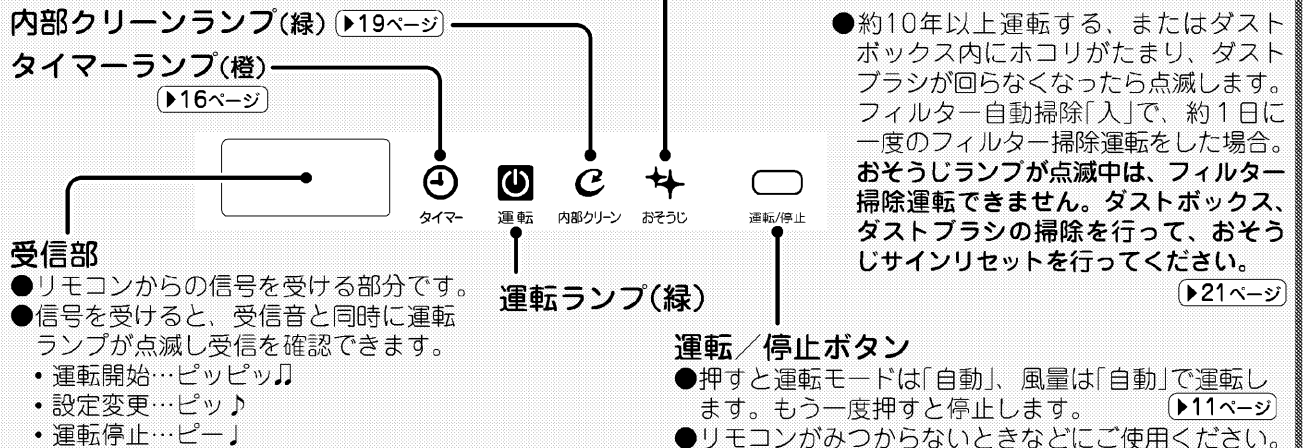 内部クリーンランプ(緑) ▶19ページ
タイマーランプ(橙)
▶16ページ
タイマー
運転
内部クリーン
おそうじ
運転/停止
受信部
●リモコンからの信号を受ける部分です。
●信号を受けると、受信音と同時に運転
ランプが点滅し受信を確認できます。
・運転開始…ピッピッ♫
・設定変更…ピッ♪
・運転停止…ピー♩
運転ランプ(緑)
運転／停止ボタン
●押すと運転モードは「自動」、風量は「自動」で運転し
ます。もう一度押すと停止します。 ▶11ページ
●リモコンがみつからないときなどにご使用ください。
●約10年以上運転する、またはダスト
ボックス内にホコリがたまり、ダスト
ブラシが回らなくなったら点滅します。
フィルター自動掃除「入」で、約1日に
一度のフィルター掃除運転をした場合。
おそうじランプが点滅中は、フィルター
掃除運転できません。ダストボックス、
ダストブラシの掃除を行って、おそう
じサインリセットを行ってください。
▶21ページ